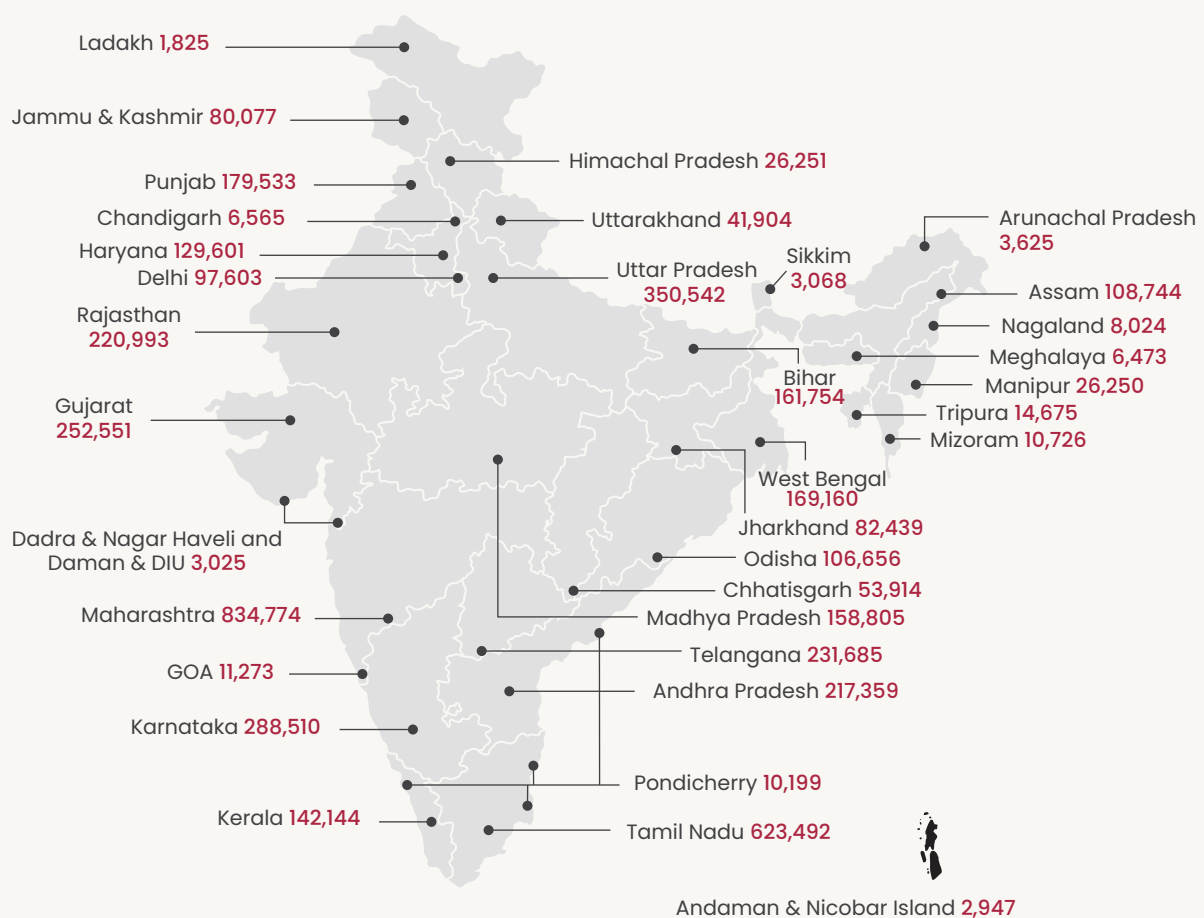 Ladakh 1,825
Jammu & Kashmir 80,077
Himachal Pradesh 26,251
Punjab 179,533
Chandigarh 6,565
Uttarakhand 41,904
Arunachal Pradesh
3,625
Haryana 129,601
Delhi 97,603
Uttar Pradesh
350,542
Sikkim
3,068
Assam 108,744
Rajasthan
220,993
Nagaland 8,024
Meghalaya 6,473
Bihar
161,754
Manipur 26,250
Gujarat
252,551
Tripura 14,675
Mizoram 10,726
West Bengal
169,160
Jharkhand 82,439
Dadra & Nagar Haveli and
Daman & DIU 3,025
Odisha 106,656
Chhatisgarh 53,914
Maharashtra 834,774
Madhya Pradesh 158,805
Telangana 231,685
GOA 11,273
Andhra Pradesh 217,359
Karnataka 288,510
Pondicherry 10,199
Kerala 142,144
Tamil Nadu 623,492
Andaman & Nicobar Island 2,947